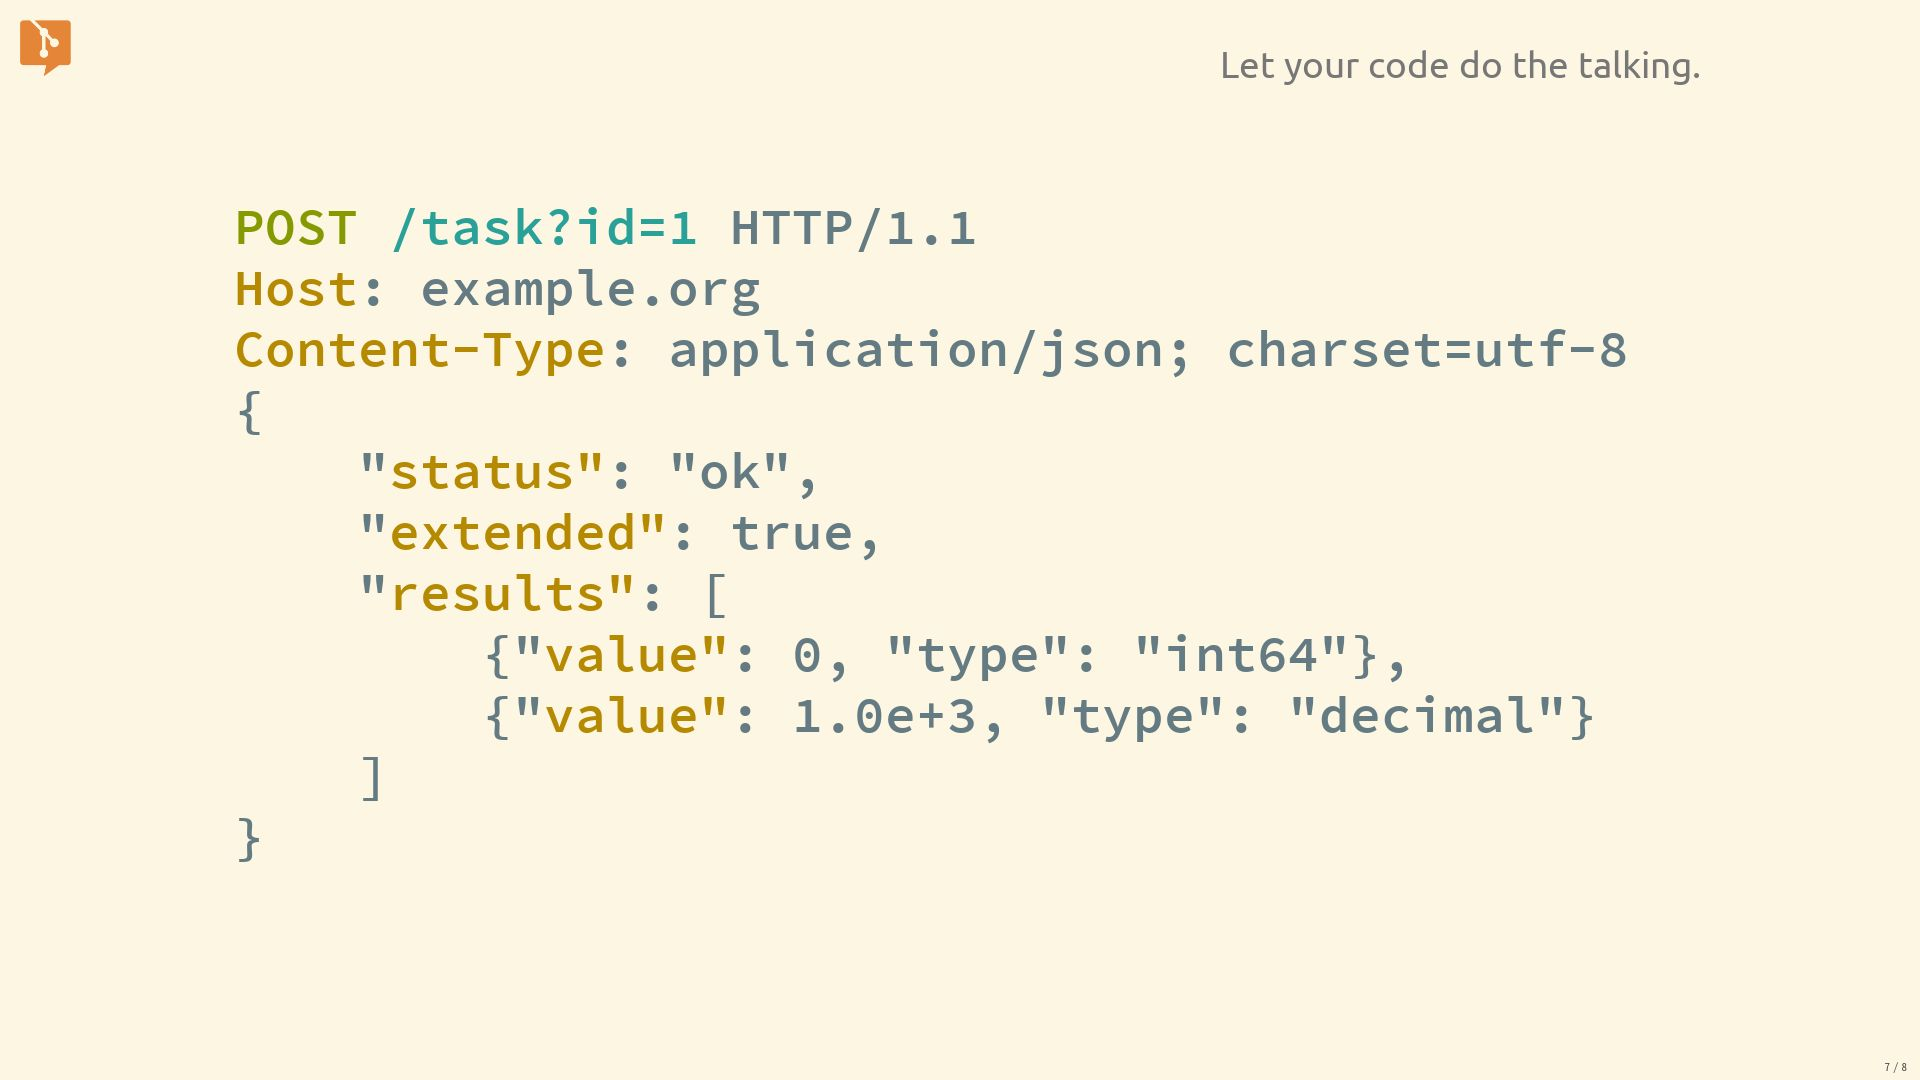 Let your code do the talking.
POST /task?id=1 HTTP/1.1
Host: example.org
Content-Type: application/json; charset=utf-8
{
    "status": "ok",
    "extended": true,
    "results": [
        {"value": 0, "type": "int64"},
        {"value": 1.0e+3, "type": "decimal"}
    ]
}
7 / 8